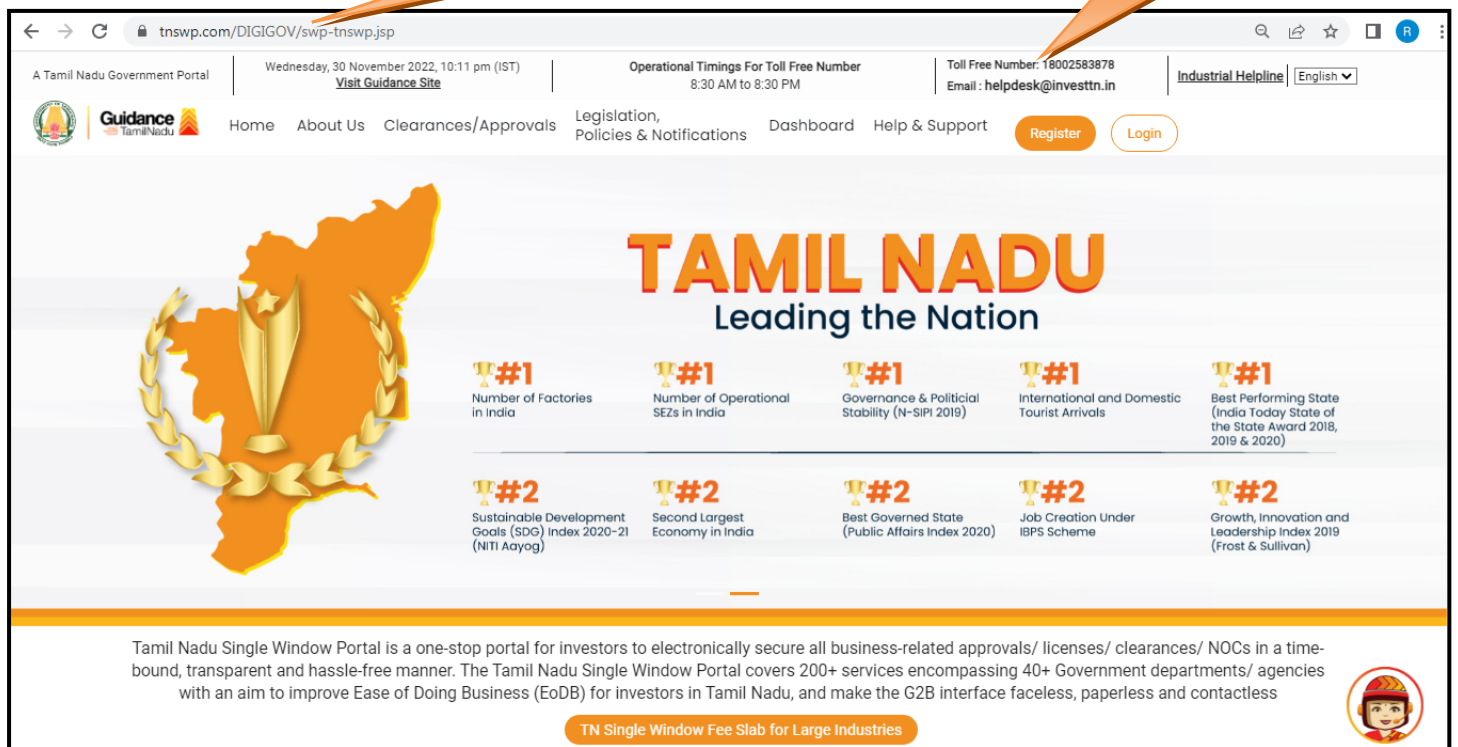 tnswp.com/DIGIGOV/swp-tnswp.jsp
R
A Tamil Nadu Government Portal
Wednesday, 30 November 2022, 10:11 pm (IST)
Visit Guidance Site
Operational Timings For Toll Free Number
8:30 AM to 8:30 PM
Toll Free Number: 18002583878
Email : helpdesk@investtn.in
Industrial Helpline
English
Guidance
TamilNadu
Home
About Us
Clearances/Approvals
Legislation,
Policies & Notifications
Dashboard
Help & Support
Register
Login
TAMIL NADU
Leading the Nation
#1
Number of Factories
in India
#1
Number of Operational
SEZs in India
#1
Governance & Politicial
Stability (N-SIPI 2019)
#1
International and Domestic
Tourist Arrivals
#1
Best Performing State
(India Today State of
the State Award 2018,
2019 & 2020)
#2
Sustainable Development
Goals (SDG) Index 2020-21
(NITI Aayog)
#2
Second Largest
Economy in India
#2
Best Governed State
(Public Affairs Index 2020)
#2
Job Creation Under
IBPS Scheme
#2
Growth, Innovation and
Leadership Index 2019
(Frost & Sullivan)
Tamil Nadu Single Window Portal is a one-stop portal for investors to electronically secure all business-related approvals/ licenses/ clearances/ NOCs in a time-
bound, transparent and hassle-free manner. The Tamil Nadu Single Window Portal covers 200+ services encompassing 40+ Government departments/ agencies
with an aim to improve Ease of Doing Business (EoDB) for investors in Tamil Nadu, and make the G2B interface faceless, paperless and contactless
TN Single Window Fee Slab for Large Industries